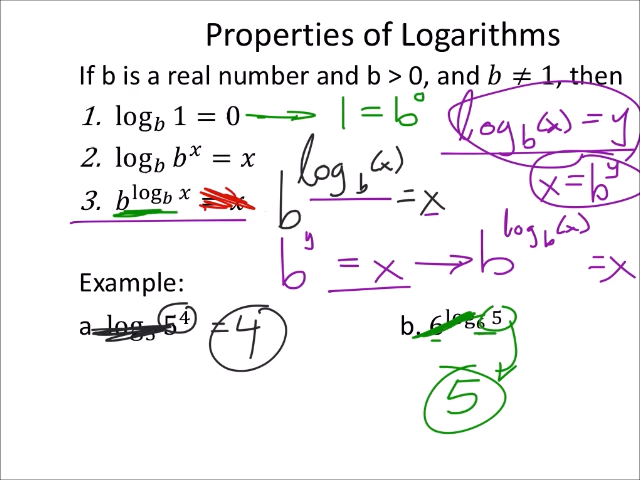 Properties of Logarithms
If b is a real number and b > 0, and b ≠ 1, then
1. log_b 1 = 0 → 1 = b^0
log_b(x) = y
2. log_b b^x = x
x = b^y
3. b^(log_b x) = x
b^(log_b(x)) = x
b^y = x → b^(log_b(x)) = x
Example:
a. log_5 5^4 = 4
b. 6^(log_6 5)
5